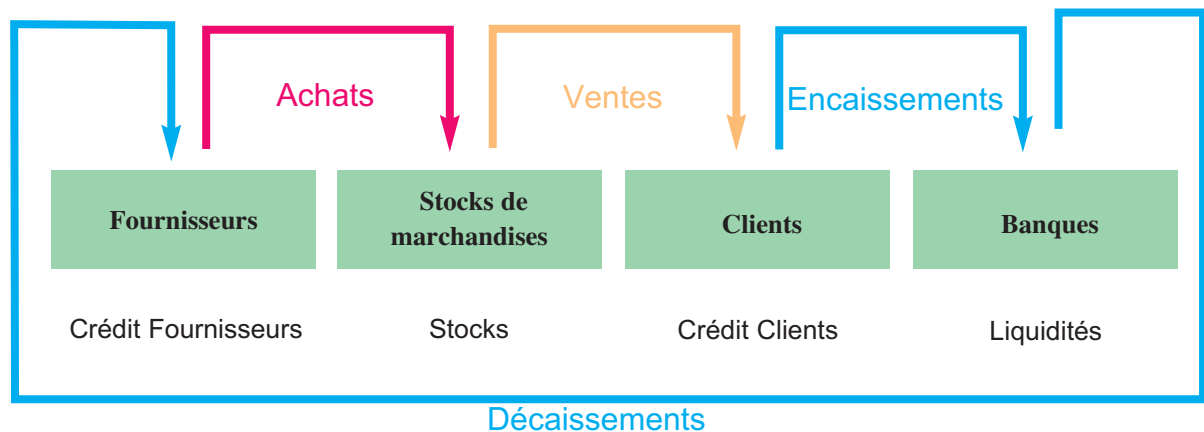 Achats
Ventes
Encaissements
Fournisseurs
Stocks de
marchandises
Clients
Banques
Crédit Fournisseurs
Stocks
Crédit Clients
Liquidités
Décaissements